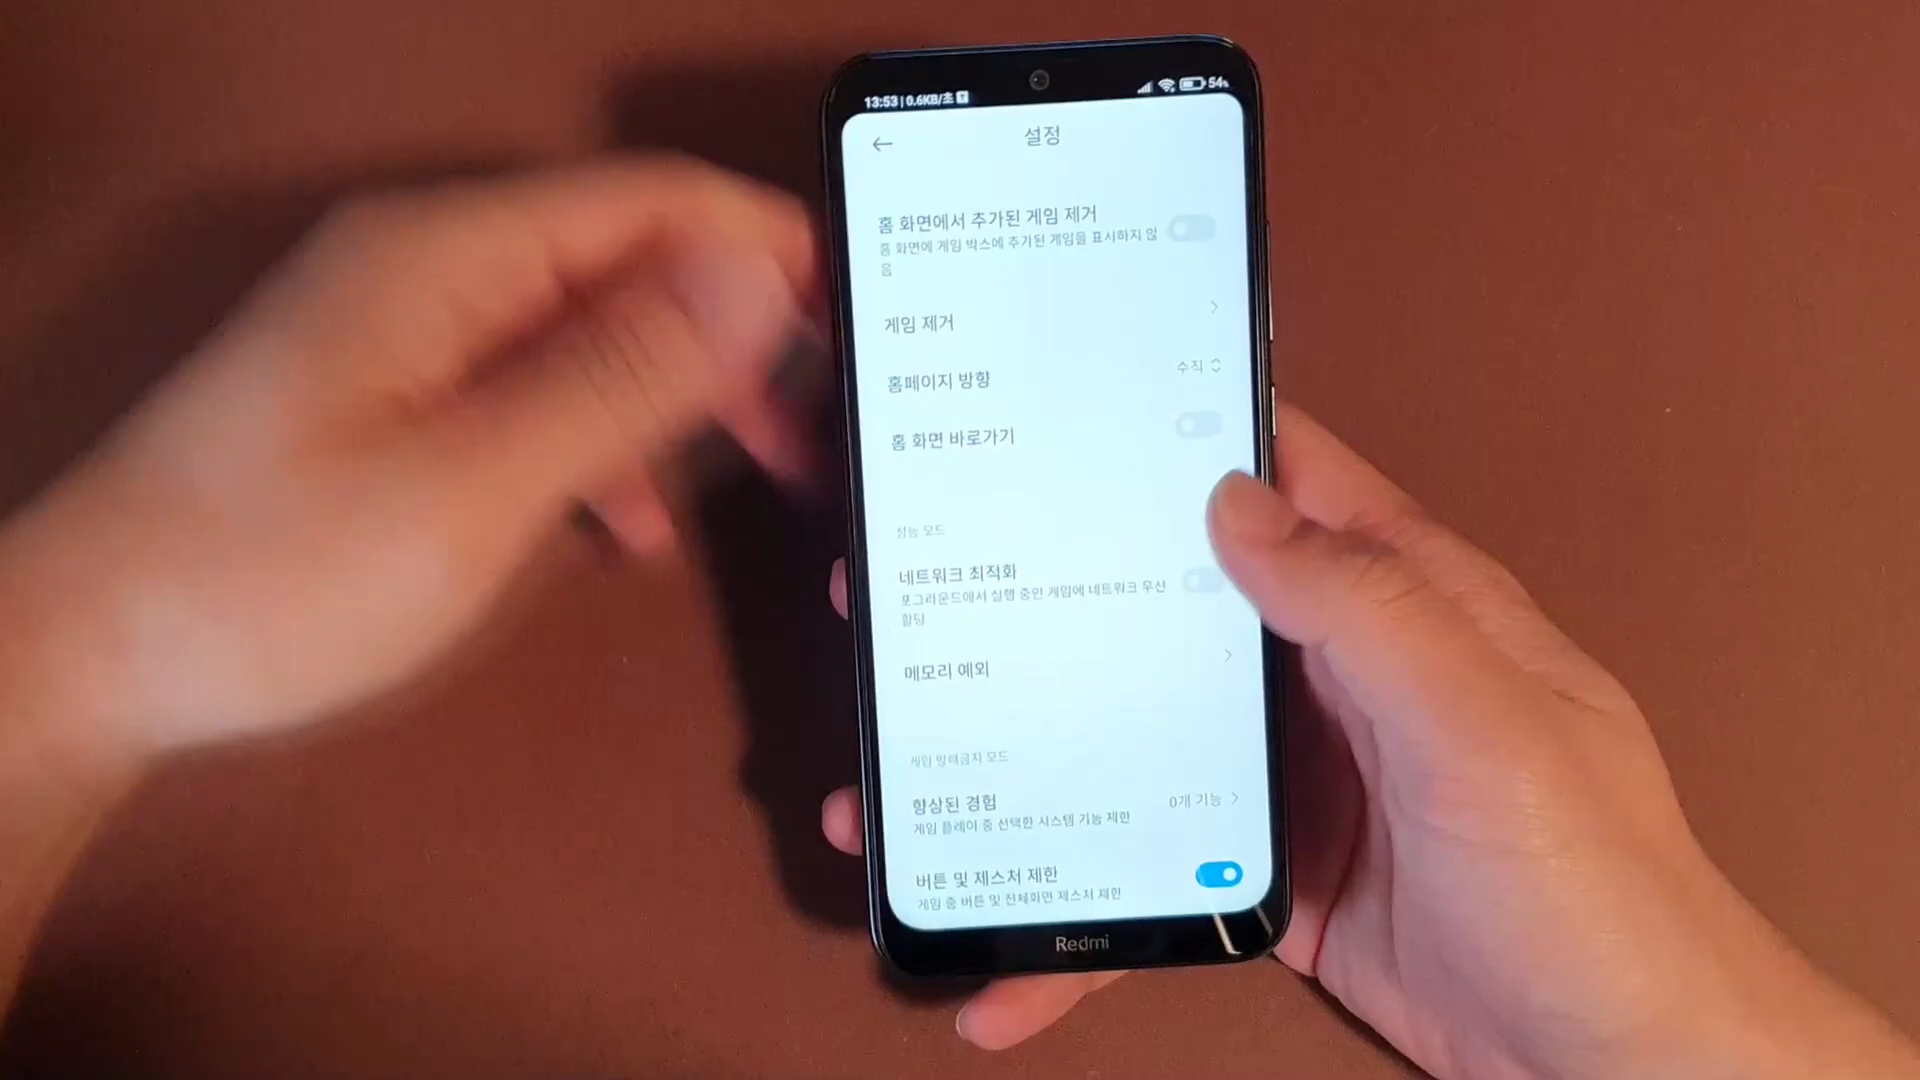 13:53 | 0.6KB/초
54%
설정
홈 화면에서 추가된 게임 제거
홈 화면에 게임 박스에 추가된 게임을 표시하지 않
음
게임 제거
홈페이지 방향
수직
홈 화면 바로가기
성능 모드
네트워크 최적화
포그라운드에서 실행 중인 게임에 네트워크 우선
할당
메모리 예외
게임 방해금지 모드
향상된 경험
0개 기능
게임 플레이 중 선택한 시스템 기능 제한
버튼 및 제스처 제한
게임 중 버튼 및 전체화면 제스처 제한
Redmi